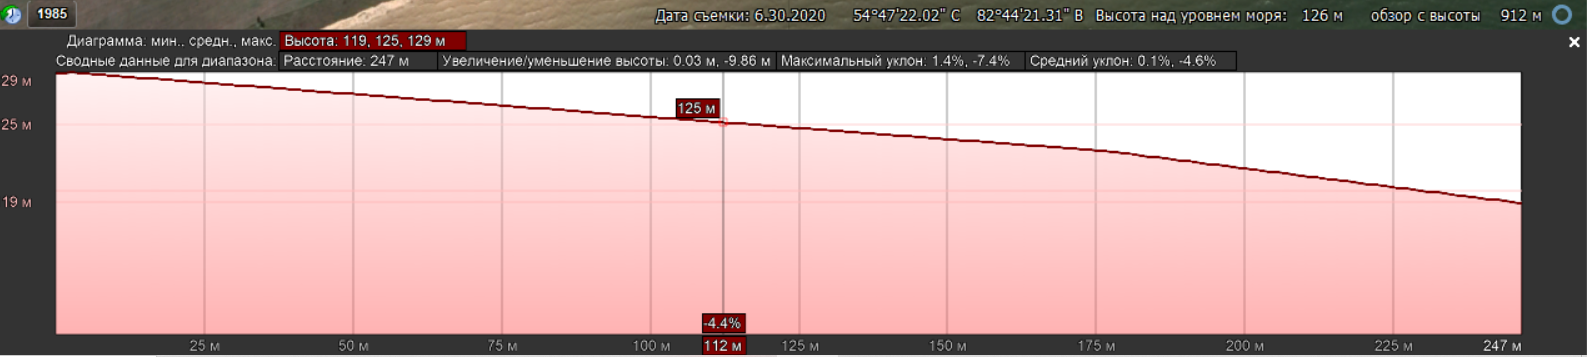 1985 Дата съемки: 6.30.2020 54°47'22.02" С 82°44'21.31" В Высота над уровнем моря: 126 м обзор с высоты 912 м
Диаграмма: мин., средн., макс. Высота: 119, 125, 129 м
Сводные данные для диапазона: Расстояние: 247 м Увеличение/уменьшение высоты: 0.03 м, -9.86 м Максимальный уклон: 1.4%, -7.4% Средний уклон: 0.1%, -4.6%
29 м
125 м
25 м
19 м
-4.4%
25 м 50 м 75 м 100 м 112 м 125 м 150 м 175 м 200 м 225 м 247 м